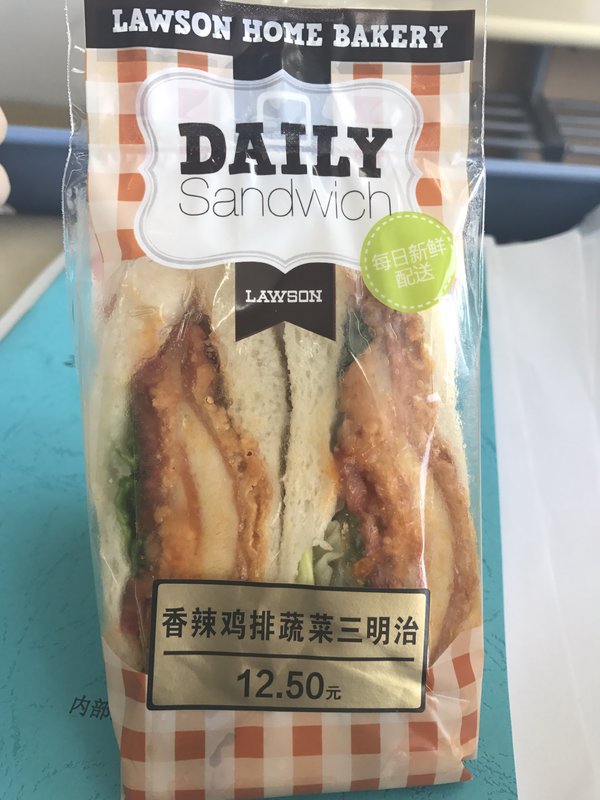 LAWSON HOME BAKERY
DAILY
Sandwich
每日新鲜
配送
LAWSON
香辣鸡排蔬菜三明治
12.50元
内部